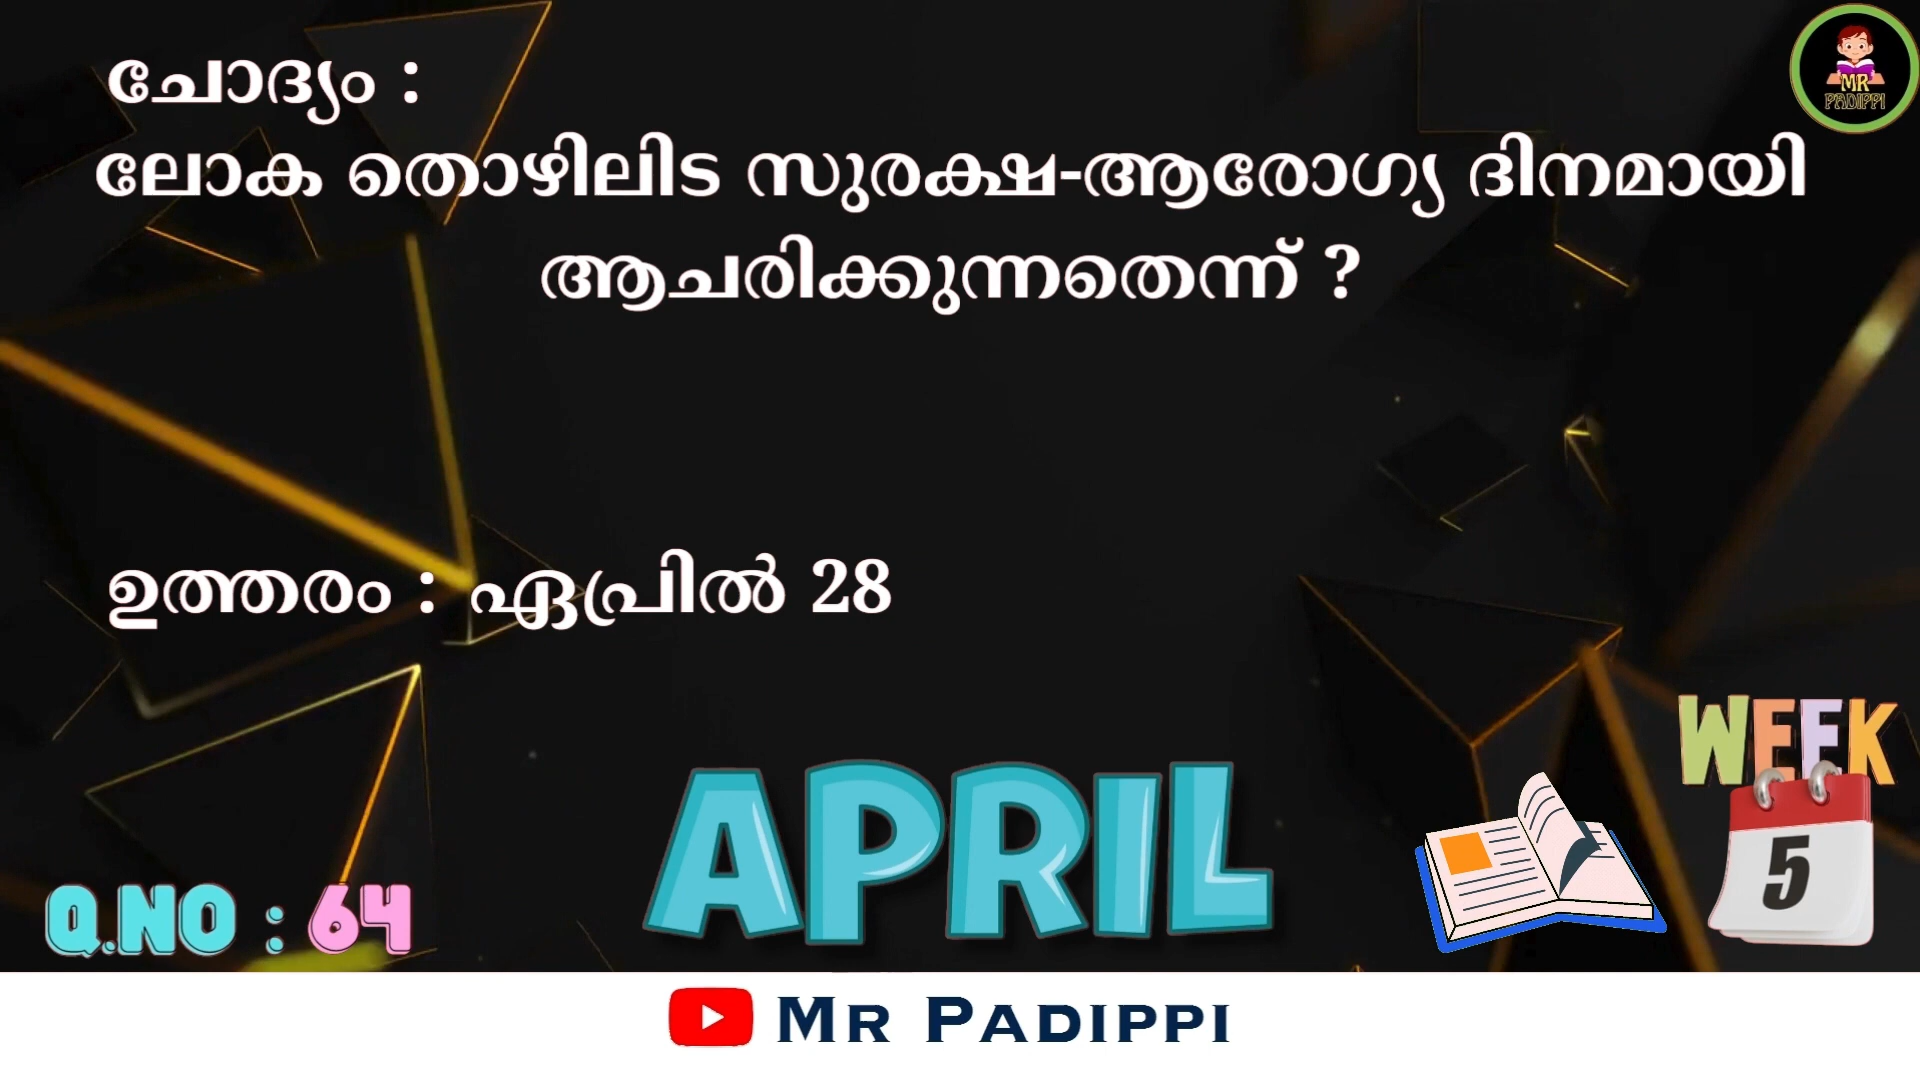 ചോദ്യം :
ലോക തൊഴിലിട സുരക്ഷ-ആരോഗ്യ ദിനമായി
ആചരിക്കുന്നതെന്ന് ?
ഉത്തരം : ഏപ്രിൽ 28
MR
PADIPPI
WEEK
5
APRIL
Q.NO : 64
MR PADIPPI